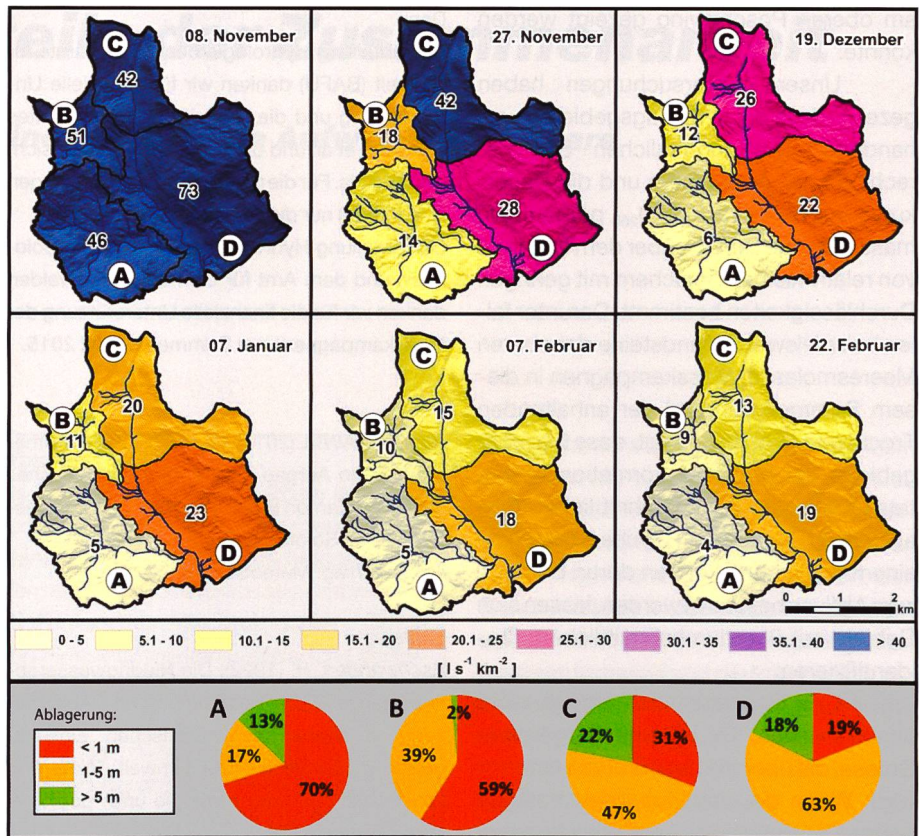 08. November
C
42
B
51
73
46
A
D
27. November
C
42
B
18
28
14
A
D
19. Dezember
C
26
B
12
22
6
A
D
07. Januar
C
20
B
11
23
5
A
D
07. Februar
C
15
B
10
18
5
A
D
22. Februar
C
13
B
9
19
4
A
D
0 2
km
0 - 5 5.1 - 10 10.1 - 15 15.1 - 20 20.1 - 25 25.1 - 30 30.1 - 35 35.1 - 40 > 40
[ l s⁻¹ km⁻² ]
Ablagerung:
< 1 m
1-5 m
> 5 m
A
13%
17%
70%
B
2%
39%
59%
C
22%
31%
47%
D
18%
19%
63%